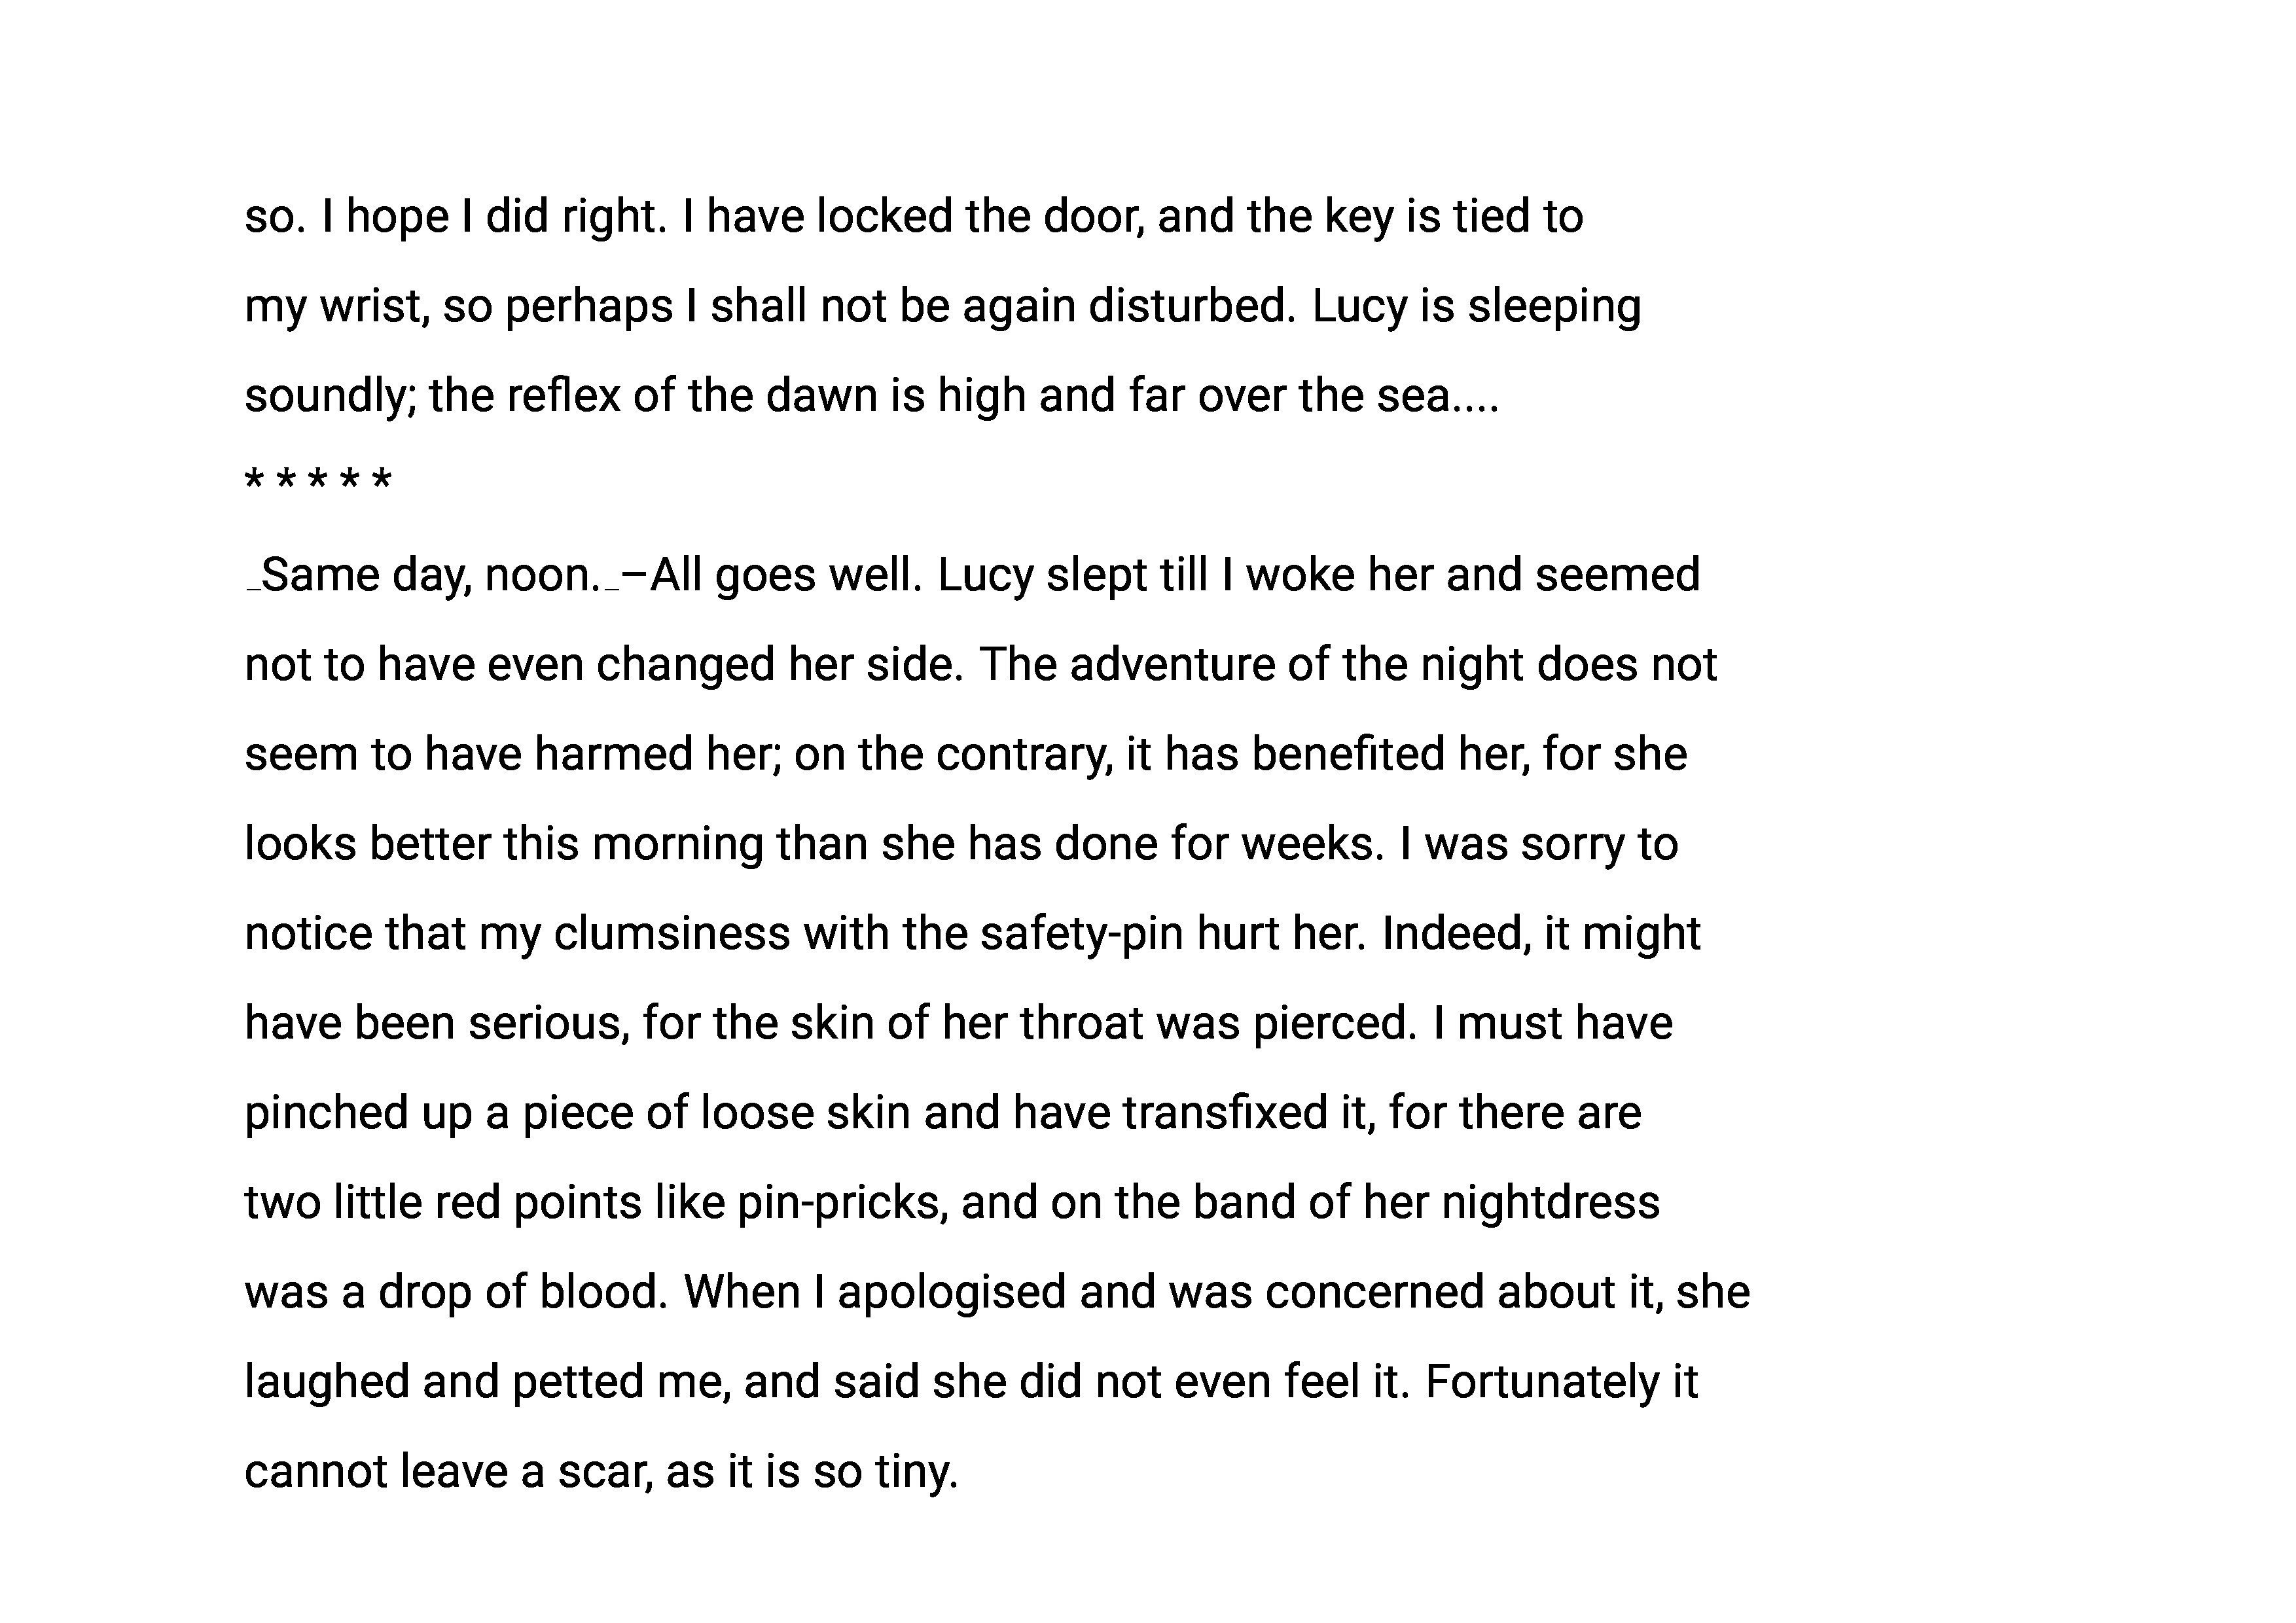 so. I hope I did right. I have locked the door, and the key is tied to
my wrist, so perhaps I shall not be again disturbed. Lucy is sleeping
soundly; the reflex of the dawn is high and far over the sea....
* * * * *
_Same day, noon._–All goes well. Lucy slept till I woke her and seemed
not to have even changed her side. The adventure of the night does not
seem to have harmed her; on the contrary, it has benefited her, for she
looks better this morning than she has done for weeks. I was sorry to
notice that my clumsiness with the safety-pin hurt her. Indeed, it might
have been serious, for the skin of her throat was pierced. I must have
pinched up a piece of loose skin and have transfixed it, for there are
two little red points like pin-pricks, and on the band of her nightdress
was a drop of blood. When I apologised and was concerned about it, she
laughed and petted me, and said she did not even feel it. Fortunately it
cannot leave a scar, as it is so tiny.